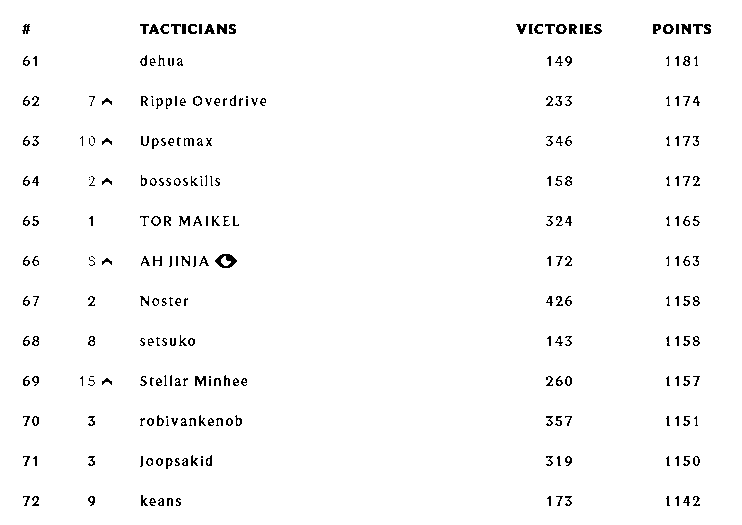 # TACTICIANS VICTORIES POINTS
61 dehua 149 1181
62 7 Ripple Overdrive 233 1174
63 10 Upsetmax 346 1173
64 2 bossoskills 158 1172
65 1 TOR MAIKEL 324 1165
66 AH JINJA 172 1163
67 2 Noster 426 1158
68 8 setsuko 143 1158
69 15 Stellar Minhee 260 1157
70 3 robivankenob 357 1151
71 3 Joopsakid 319 1150
72 9 keans 173 1142